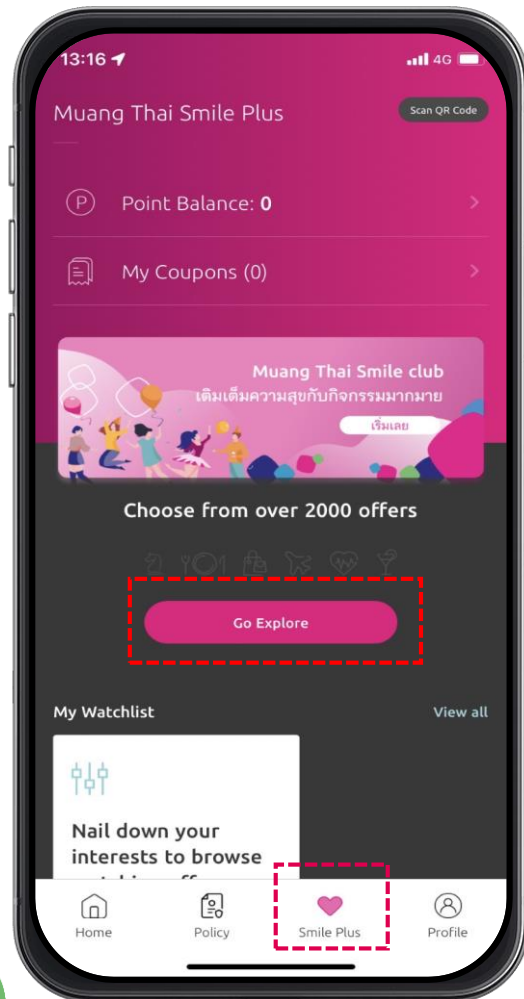 13:16
4G
Muang Thai Smile Plus
Scan QR Code
P
Point Balance: 0
My Coupons (0)
Muang Thai Smile club
เติมเต็มความสุขกับกิจกรรมมากมาย
เริ่มเลย
Choose from over 2000 offers
Go Explore
My Watchlist
View all
Nail down your
interests to browse
Home
Policy
Smile Plus
Profile